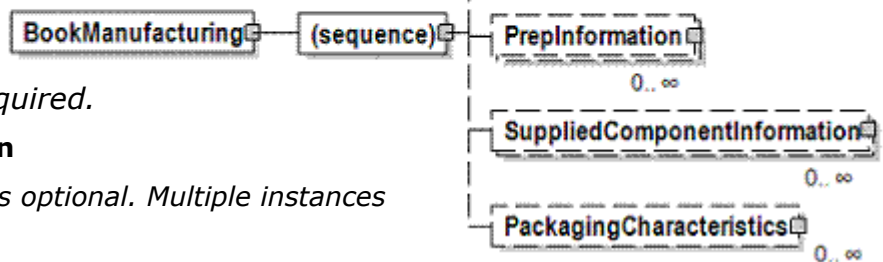 BookManufacturing (sequence) PrepInformation
0.. ∞
quired.
SuppliedComponentInformation
n
0.. ∞
s optional. Multiple instances
PackagingCharacteristics
0.. ∞